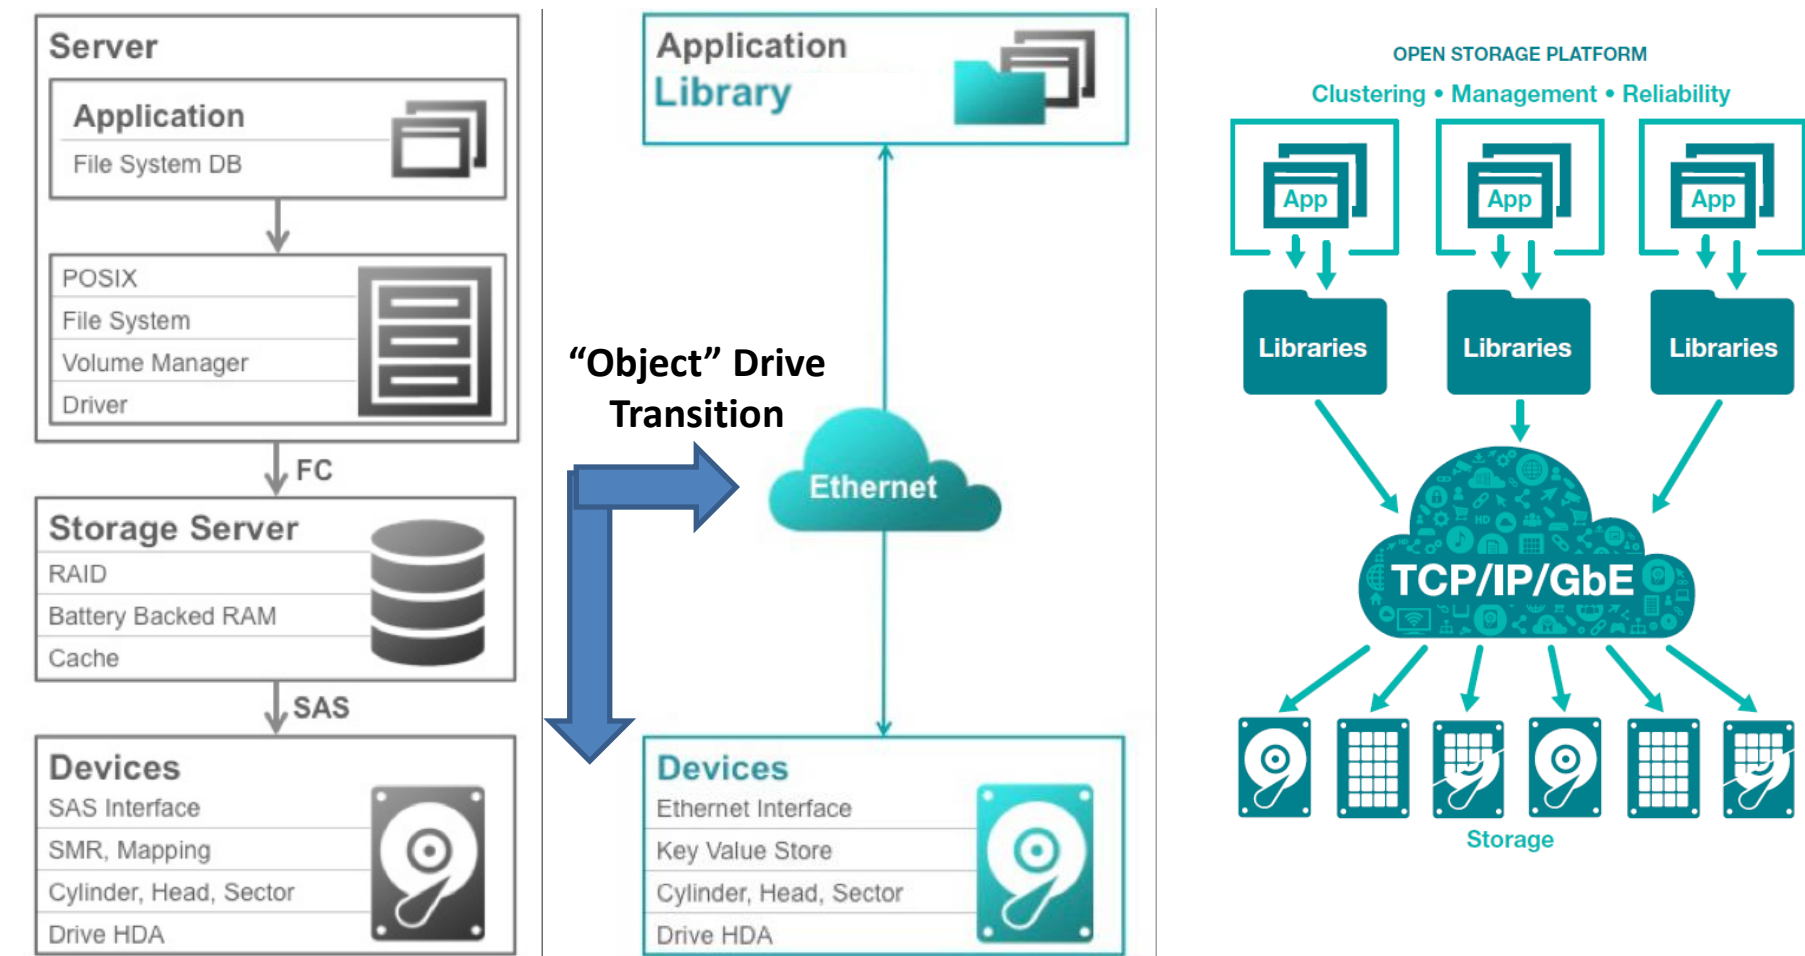 Server
Application
File System DB
POSIX
File System
Volume Manager
Driver
FC
Storage Server
RAID
Battery Backed RAM
Cache
SAS
Devices
SAS Interface
SMR, Mapping
Cylinder, Head, Sector
Drive HDA
Application
Library
“Object” Drive
Transition
Ethernet
Devices
Ethernet Interface
Key Value Store
Cylinder, Head, Sector
Drive HDA
OPEN STORAGE PLATFORM
Clustering • Management • Reliability
App
App
App
Libraries
Libraries
Libraries
HD
HD
TCP/IP/GbE
Storage